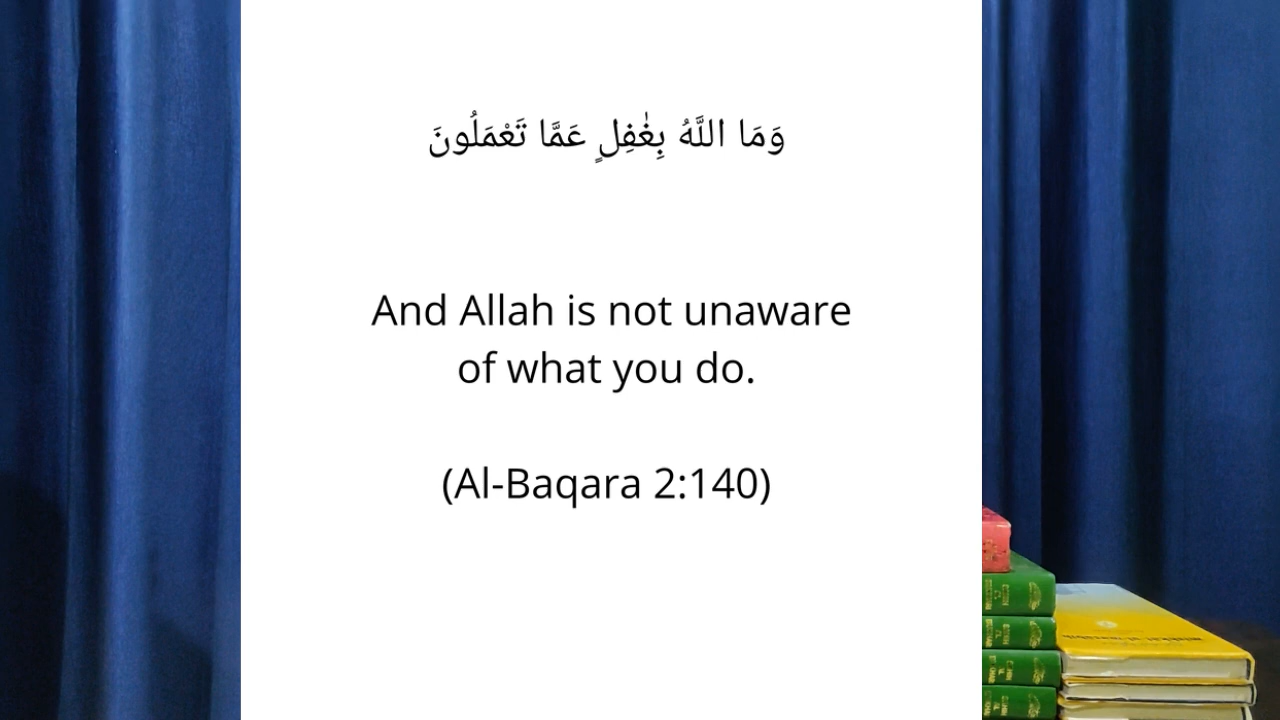 وَمَا اللَّهُ بِغَٰفِلٍ عَمَّا تَعْمَلُونَ
And Allah is not unaware
of what you do.
(Al-Baqara 2:140)